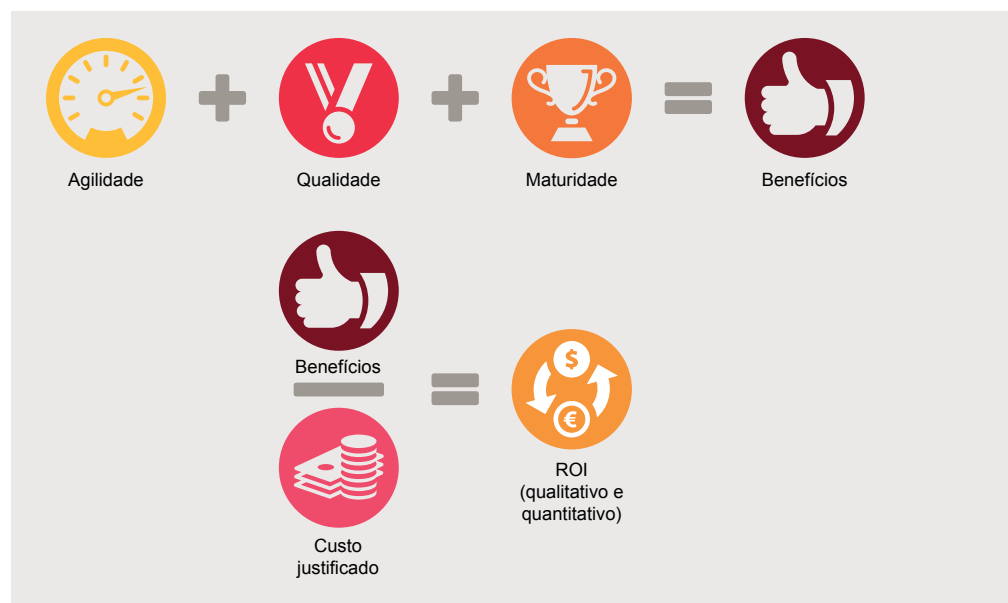 Agilidade
Qualidade
Maturidade
Benefícios
Benefícios
$
€
ROI
(qualitativo e
quantitativo)
Custo
justificado